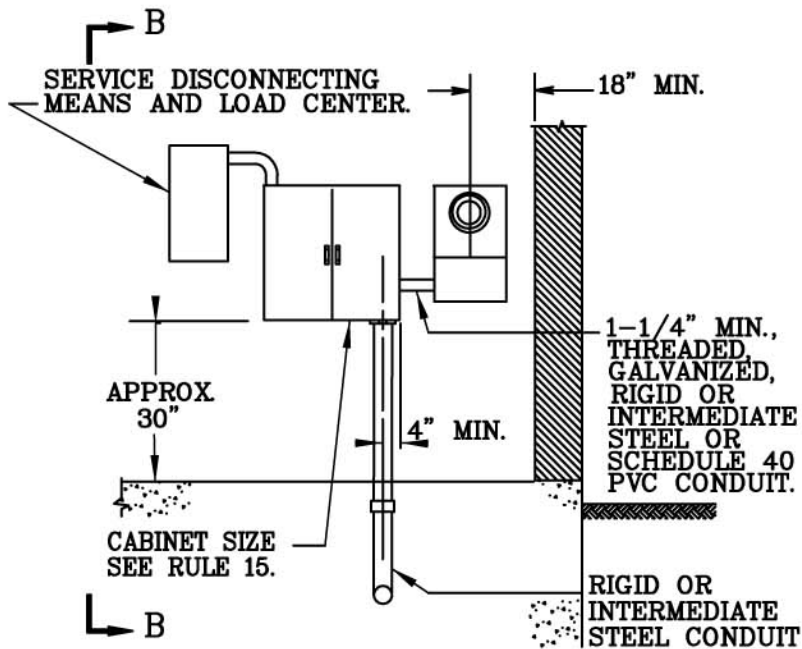 B
SERVICE DISCONNECTING
MEANS AND LOAD CENTER.
18" MIN.
1-1/4" MIN.,
THREADED,
GALVANIZED,
RIGID OR
INTERMEDIATE
STEEL OR
SCHEDULE 40
PVC CONDUIT.
APPROX.
30"
4" MIN.
CABINET SIZE
SEE RULE 15.
RIGID OR
INTERMEDIATE
STEEL CONDUIT
B